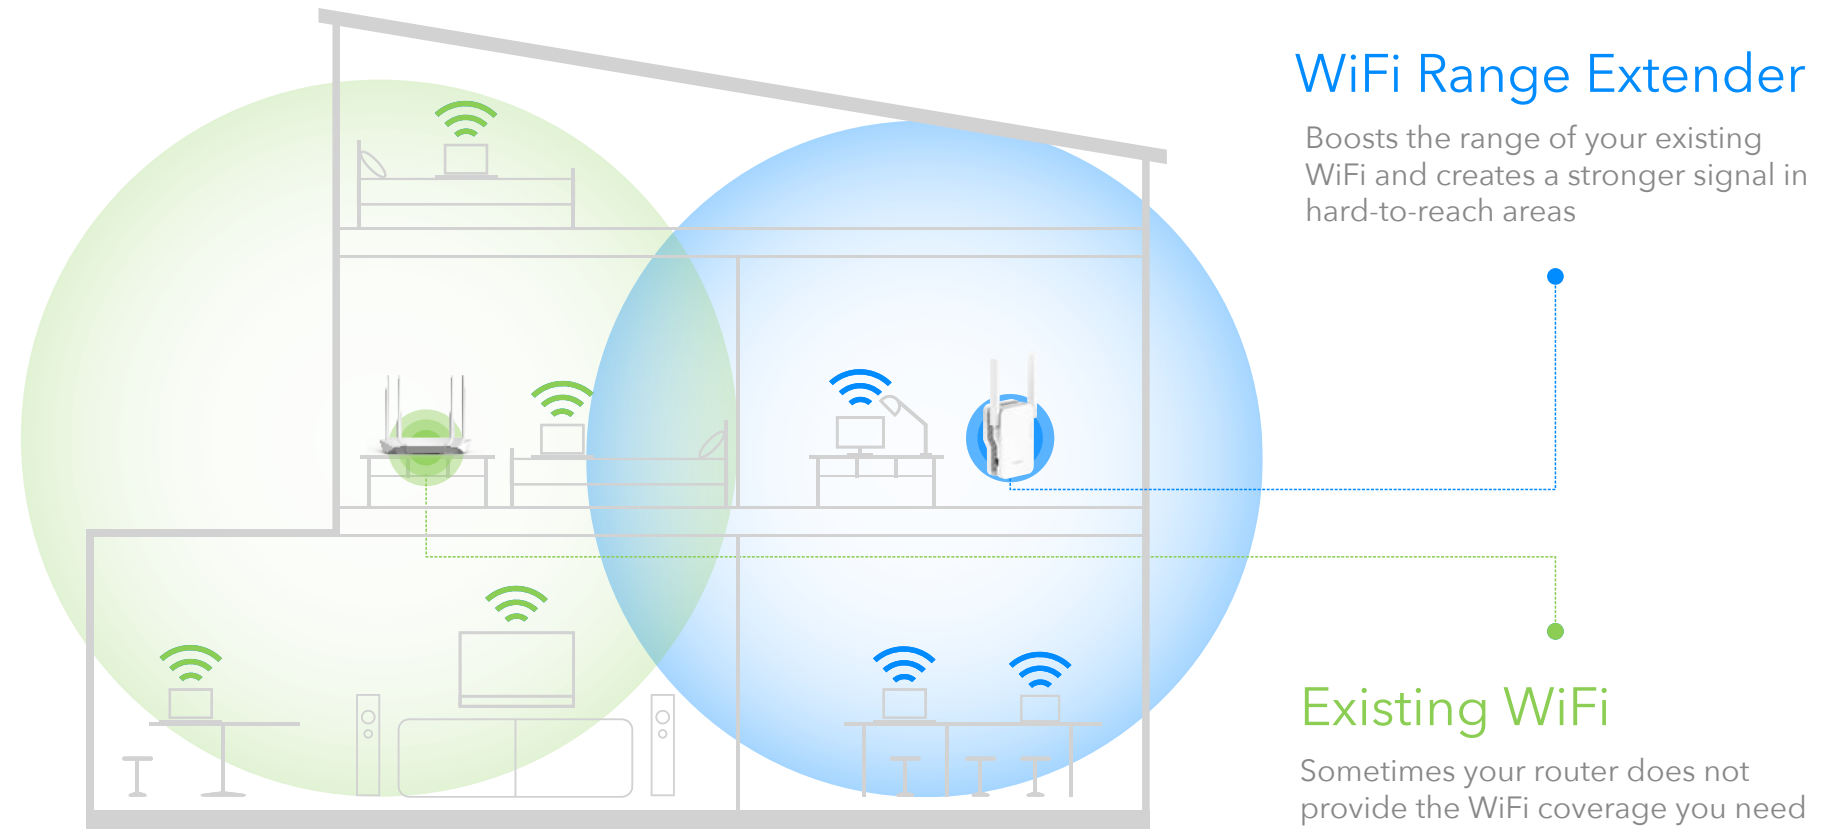 WiFi Range Extender
Boosts the range of your existing
WiFi and creates a stronger signal in
hard-to-reach areas
Existing WiFi
Sometimes your router does not
provide the WiFi coverage you need